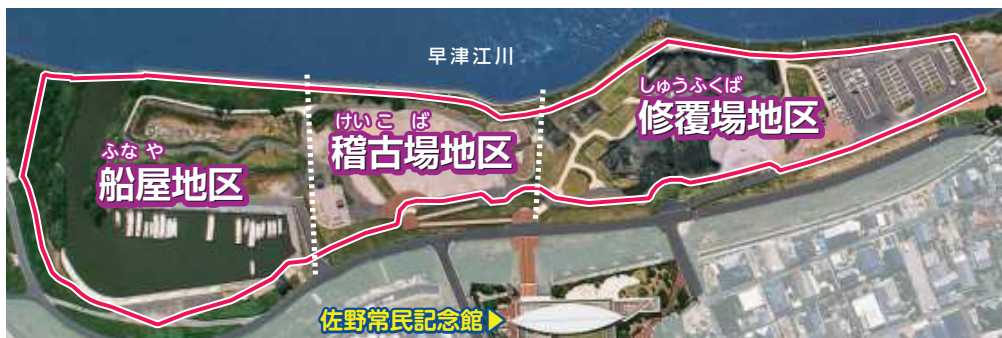 早津江川
ふなや
船屋地区
けいこば
稽古場地区
しゅうふくば
修覆場地区
佐野常民記念館▶